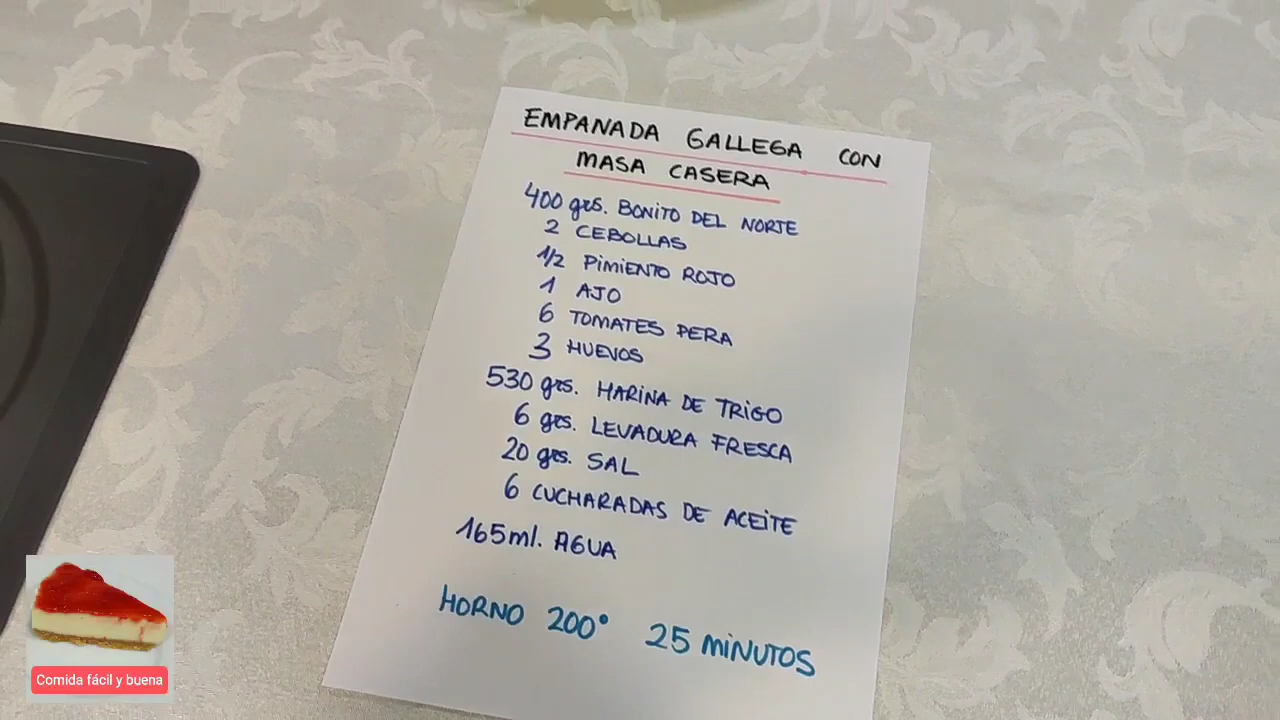 EMPANADA GALLEGA CON
MASA CASERA
400 grs. BONITO DEL NORTE
2 CEBOLLAS
1/2 PIMIENTO ROJO
1 AJO
6 TOMATES PERA
3 HUEVOS
530 grs. HARINA DE TRIGO
6 grs. LEVADURA FRESCA
20 grs. SAL
6 CUCHARADAS DE ACEITE
165ml. AGUA
HORNO 200° 25 MINUTOS
Comida fácil y buena